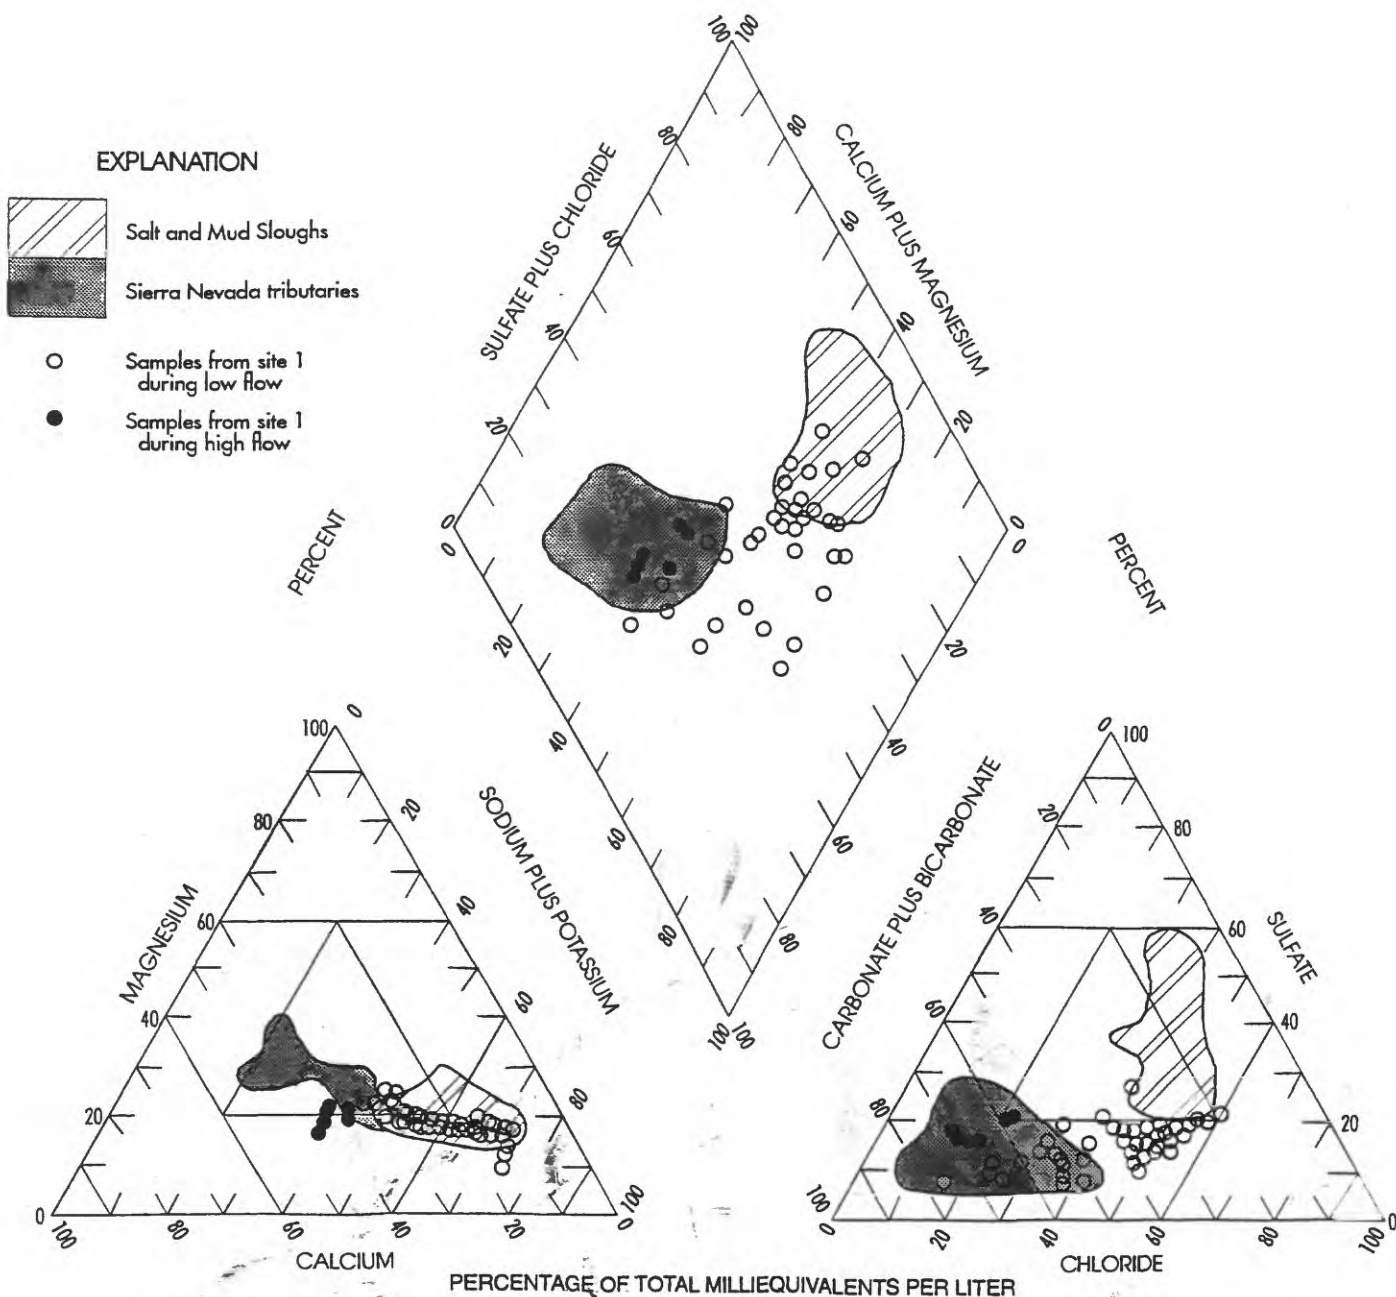 EXPLANATION
Salt and Mud Sloughs
Sierra Nevada tributaries
Samples from site 1
during low flow
Samples from site 1
during high flow
100 100
80 80
60 60
40 40
20 20
0 0
0 0
20 20
40 40
60 60
80 80
100 100
SULFATE PLUS CHLORIDE
CALCIUM PLUS MAGNESIUM
PERCENT
PERCENT
100 0
80 20
60 40
40 60
20 80
0 100
100 80 60 40 20 0
MAGNESIUM
SODIUM PLUS POTASSIUM
CALCIUM
0 100
20 80
40 60
60 40
80 20
100 0
0 20 40 60 80 100
CARBONATE PLUS BICARBONATE
SULFATE
CHLORIDE
PERCENTAGE OF TOTAL MILLIEQUIVALENTS PER LITER